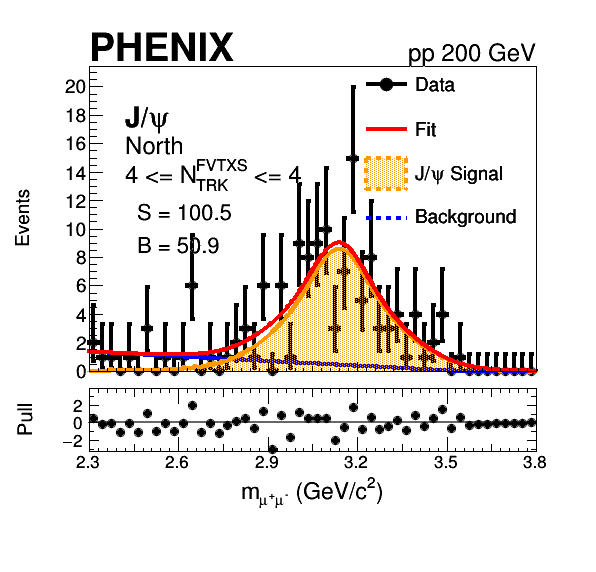 PHENIX pp 200 GeV
J/ψ
North
4 <= N_TRK^FVTXS <= 4
S = 100.5
B = 50.9
Data
Fit
J/ψ Signal
Background
Events
20
18
16
14
12
10
8
6
4
2
0
Pull
2
0
−2
2.3 2.6 2.9 3.2 3.5 3.8
m_μ⁺μ⁻ (GeV/c²)